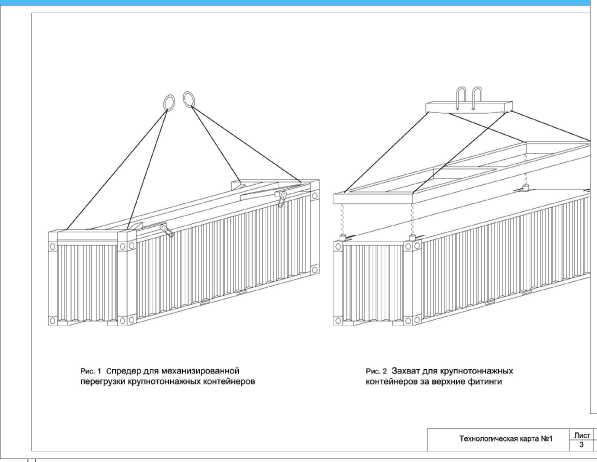 Рис. 1 Спредер для механизированной
перегрузки крупнотоннажных контейнеров
Рис. 2 Захват для крупнотоннажных
контейнеров за верхние фитинги
Технологическая карта №1
Лист
3